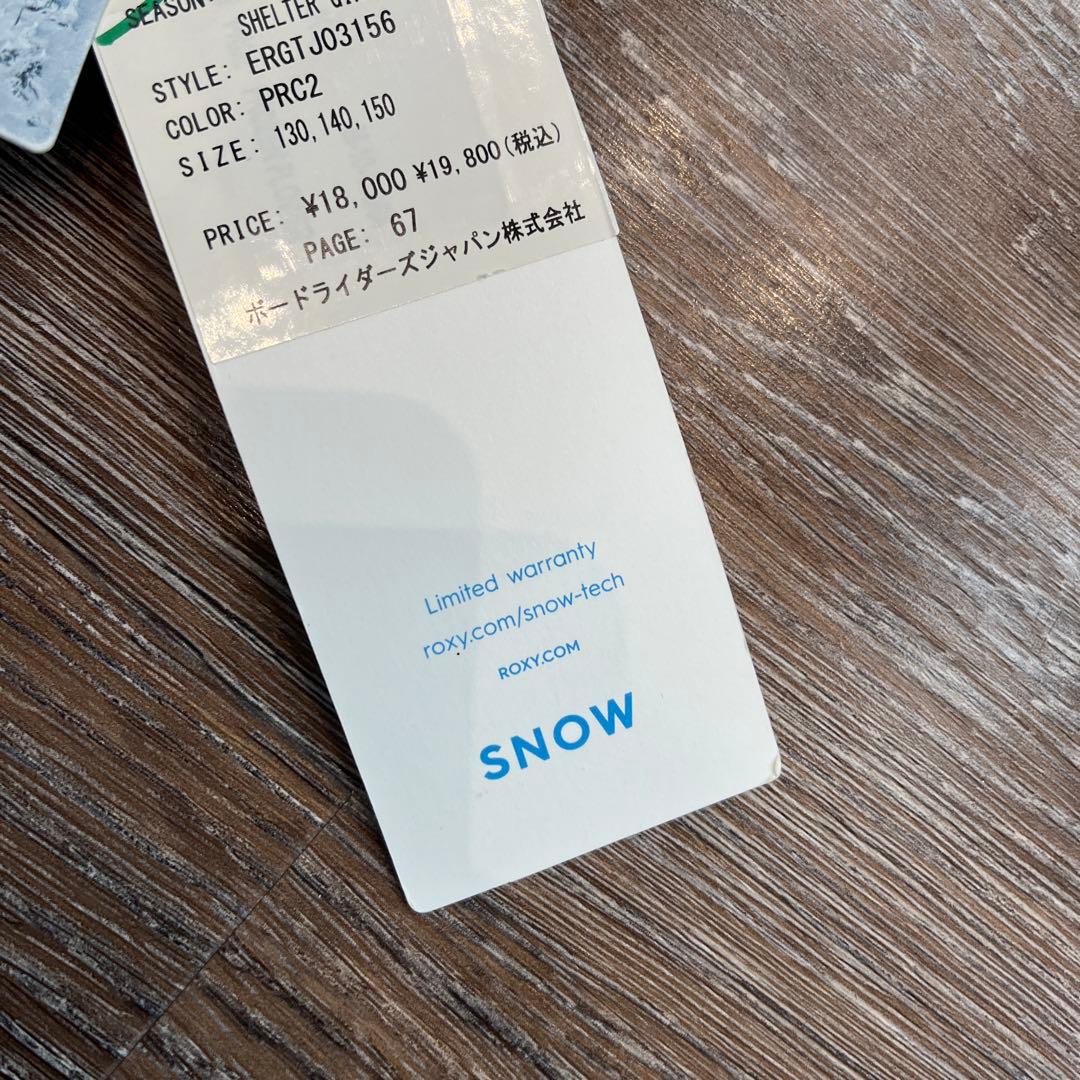 SEASON:
SHELTER
STYLE: ERGTJ03156
COLOR: PRC2
SIZE: 130,140,150
PRICE: ¥18,000 ¥19,800(税込)
PAGE: 67
ボードライダーズジャパン株式会社
Limited warranty
roxy.com/snow-tech
ROXY.COM
SNOW